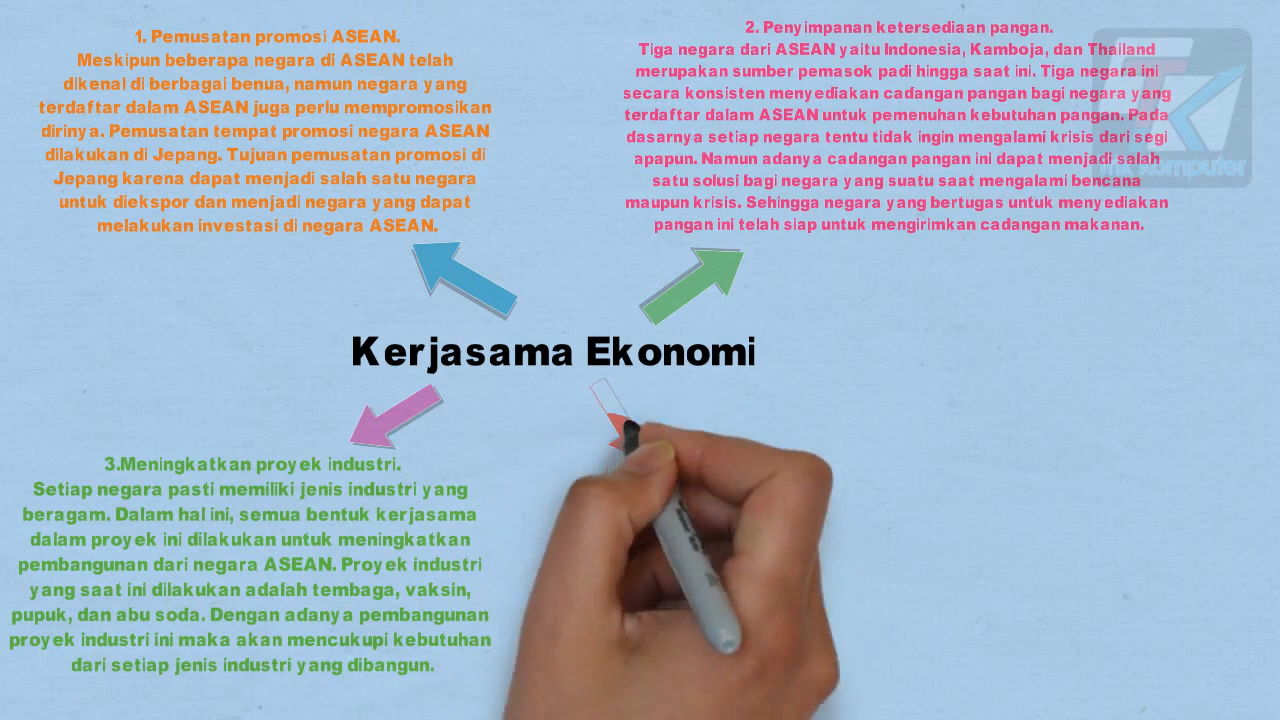 1. Pemusatan promosi ASEAN.
Meskipun beberapa negara di ASEAN telah
dikenal di berbagai benua, namun negara yang
terdaftar dalam ASEAN juga perlu mempromosikan
dirinya. Pemusatan tempat promosi negara ASEAN
dilakukan di Jepang. Tujuan pemusatan promosi di
Jepang karena dapat menjadi salah satu negara
untuk diekspor dan menjadi negara yang dapat
melakukan investasi di negara ASEAN.
2. Penyimpanan ketersediaan pangan.
Tiga negara dari ASEAN yaitu Indonesia, Kamboja, dan Thailand
merupakan sumber pemasok padi hingga saat ini. Tiga negara ini
secara konsisten menyediakan cadangan pangan bagi negara yang
terdaftar dalam ASEAN untuk pemenuhan kebutuhan pangan. Pada
dasarnya setiap negara tentu tidak ingin mengalami krisis dari segi
apapun. Namun adanya cadangan pangan ini dapat menjadi salah
satu solusi bagi negara yang suatu saat mengalami bencana
maupun krisis. Sehingga negara yang bertugas untuk menyediakan
pangan ini telah siap untuk mengirimkan cadangan makanan.
komputer
Kerjasama Ekonomi
3.Meningkatkan proyek industri.
Setiap negara pasti memiliki jenis industri yang
beragam. Dalam hal ini, semua bentuk kerjasama
dalam proyek ini dilakukan untuk meningkatkan
pembangunan dari negara ASEAN. Proyek industri
yang saat ini dilakukan adalah tembaga, vaksin,
pupuk, dan abu soda. Dengan adanya pembangunan
proyek industri ini maka akan mencukupi kebutuhan
dari setiap jenis industri yang dibangun.